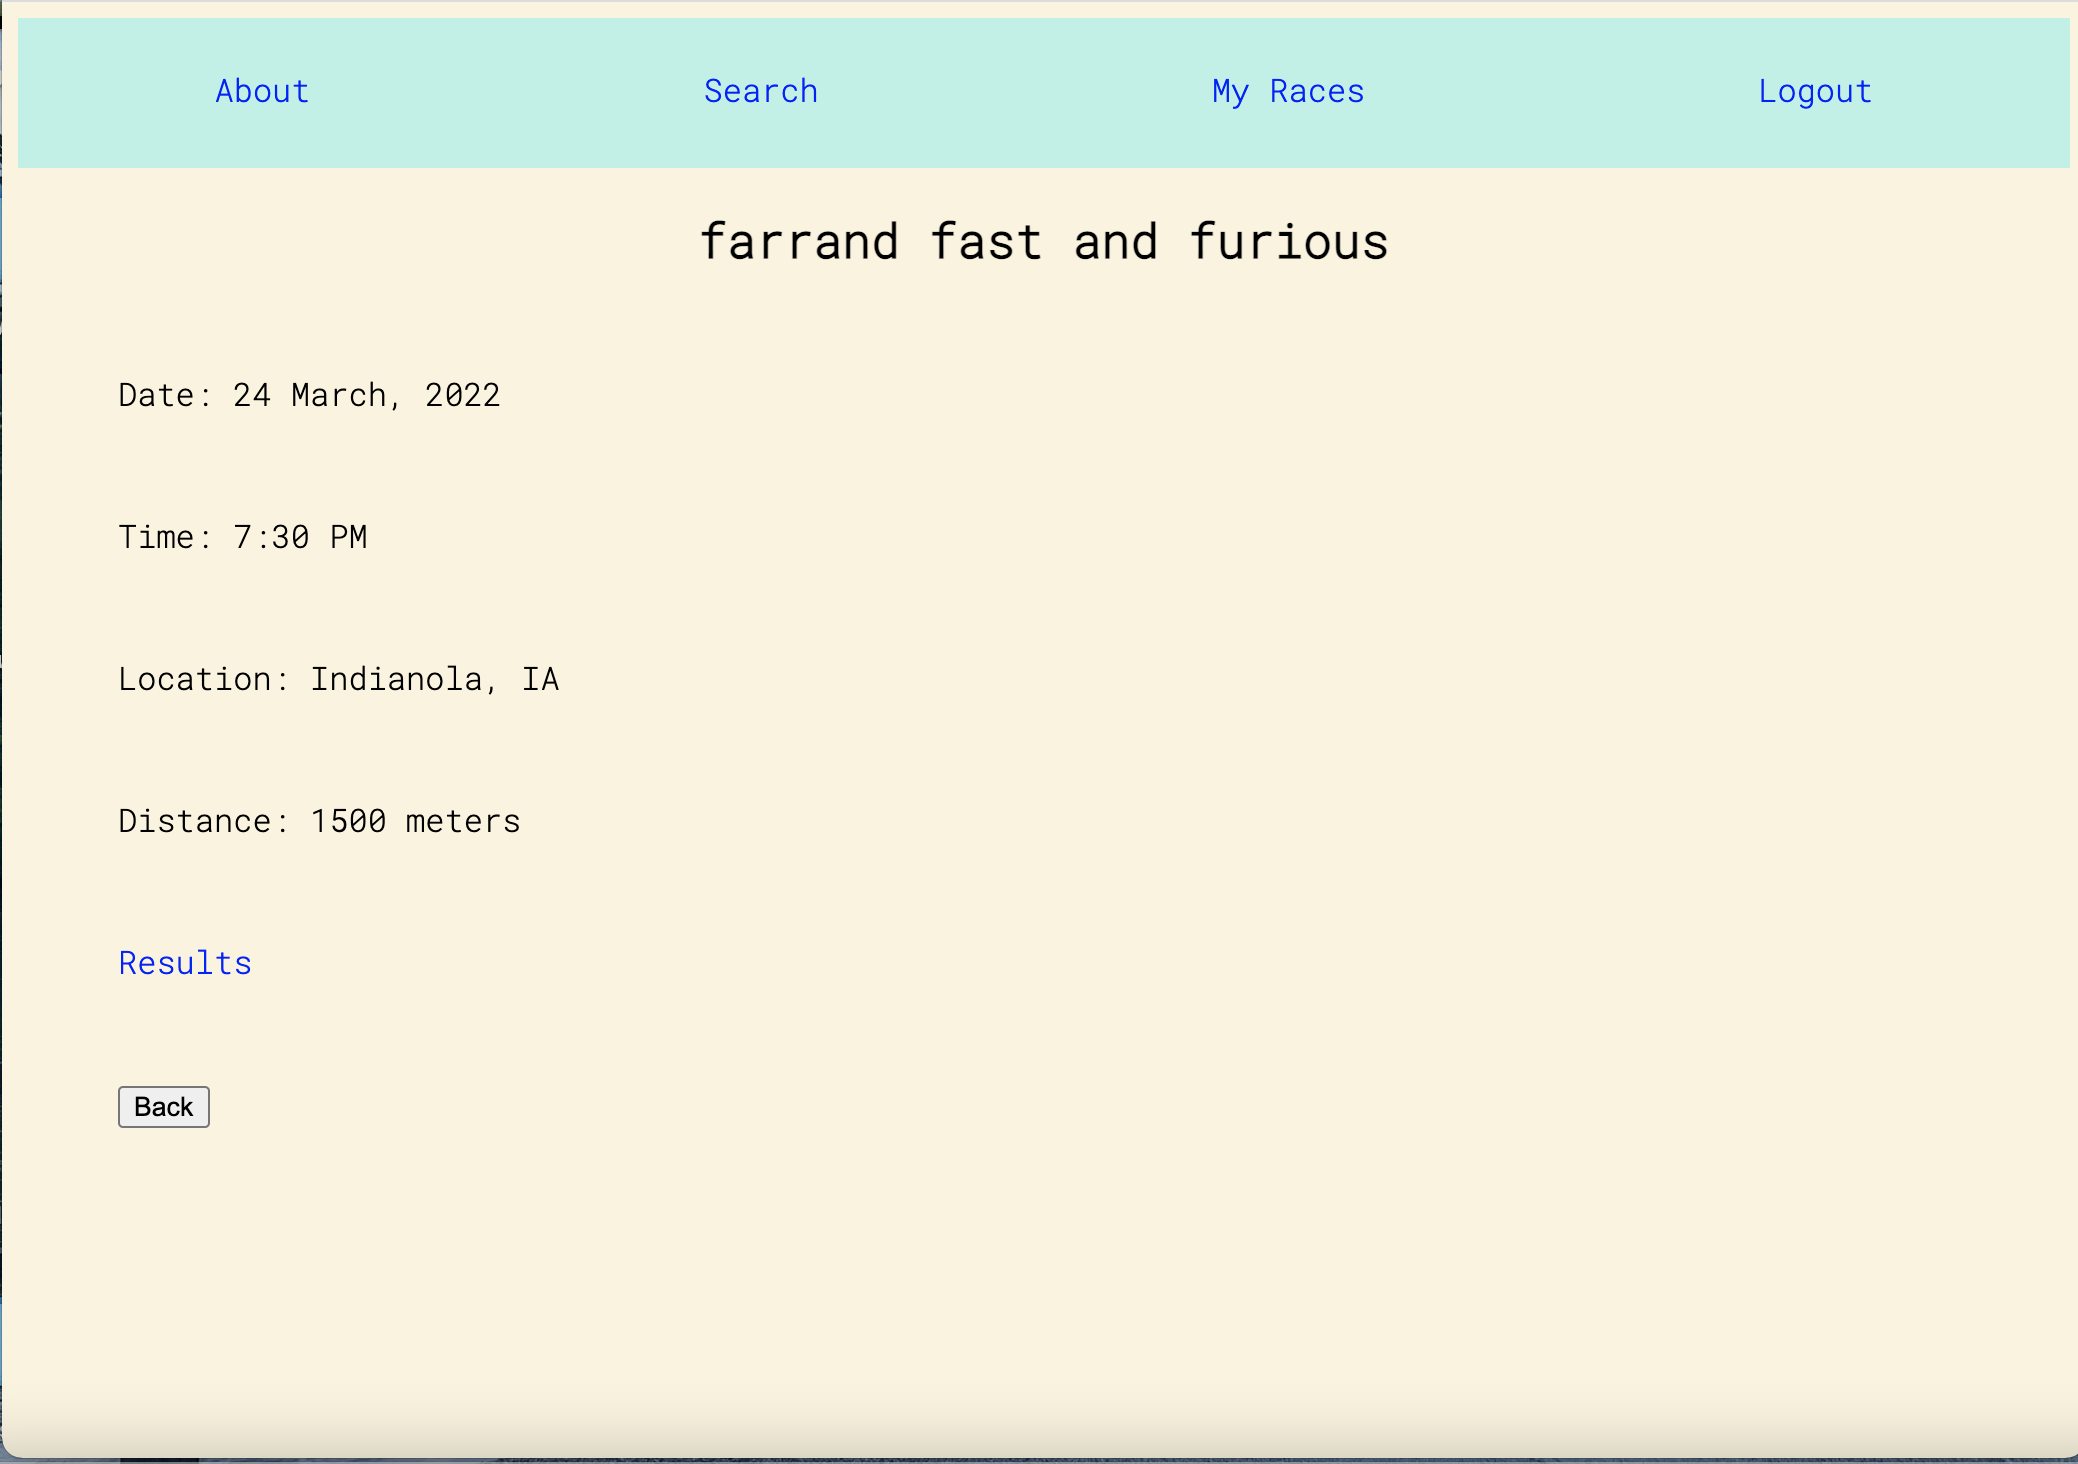 About Search My Races Logout
farrand fast and furious
Date: 24 March, 2022
Time: 7:30 PM
Location: Indianola, IA
Distance: 1500 meters
Results
Back